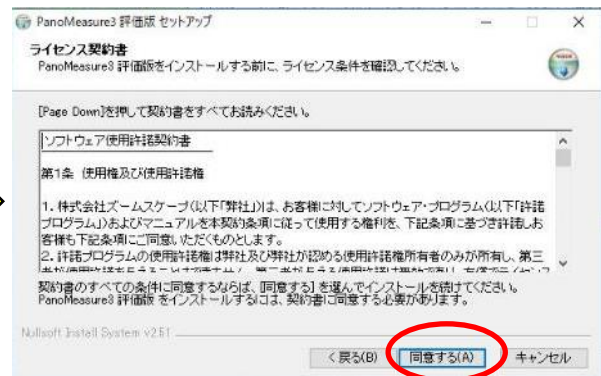 PanoMeasure3 評価版 セットアップ
ライセンス契約書
PanoMeasure3 評価版をインストールする前に、ライセンス条件を確認してください。
[Page Down]を押して契約書をすべてお読みください。
ソフトウェア使用許諾契約書
第1条 使用権及び使用許諾権
1. 株式会社ズームスケープ(以下「弊社」)は、お客様に対してソフトウェア・プログラム(以下「許諾
プログラム」)およびマニュアルを本契約条項に従って使用する権利を、下記条項に基づき許諾しお
客様も下記条項にご同意いただくものとします。
2. 許諾プログラムの使用許諾権は弊社及び弊社が認める使用許諾権所有者のみが所有し、第三
契約書のすべての条件に同意するならば、[同意する] を選んでインストールを続けてください。
PanoMeasure3 評価版 をインストールするには、契約書に同意する必要があります。
Nullsoft Install System v2.51
< 戻る(B)
同意する(A)
キャンセル